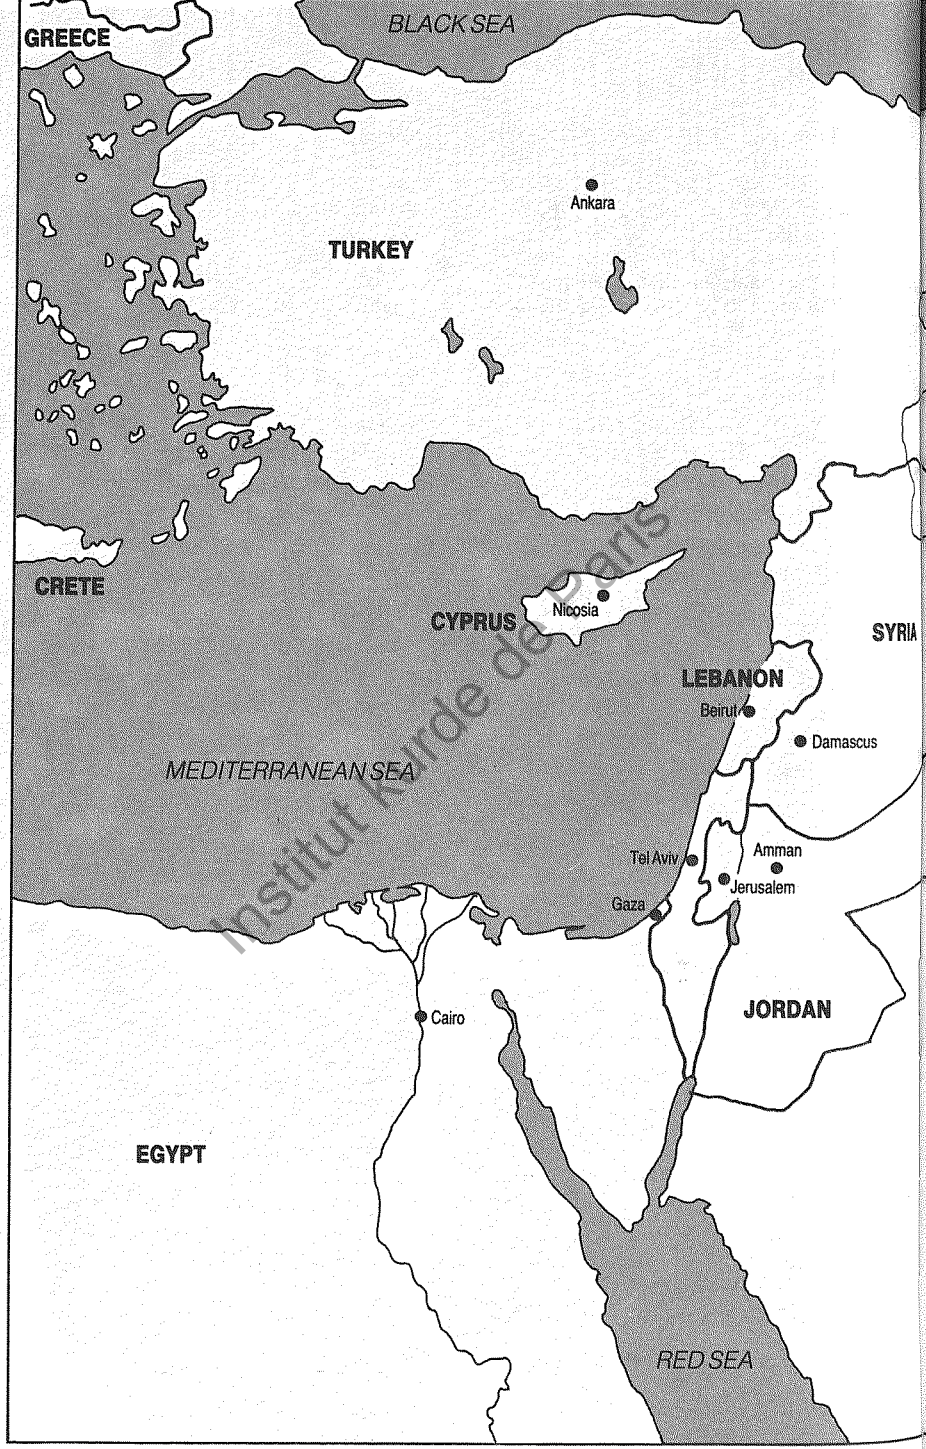 BLACK SEA
GREECE
Ankara
TURKEY
CRETE
Nicosia
CYPRUS
SYRIA
LEBANON
Beirut
Damascus
MEDITERRANEAN SEA
Amman
Tel Aviv
Jerusalem
Gaza
JORDAN
Cairo
EGYPT
RED SEA
Institut kurde de Paris